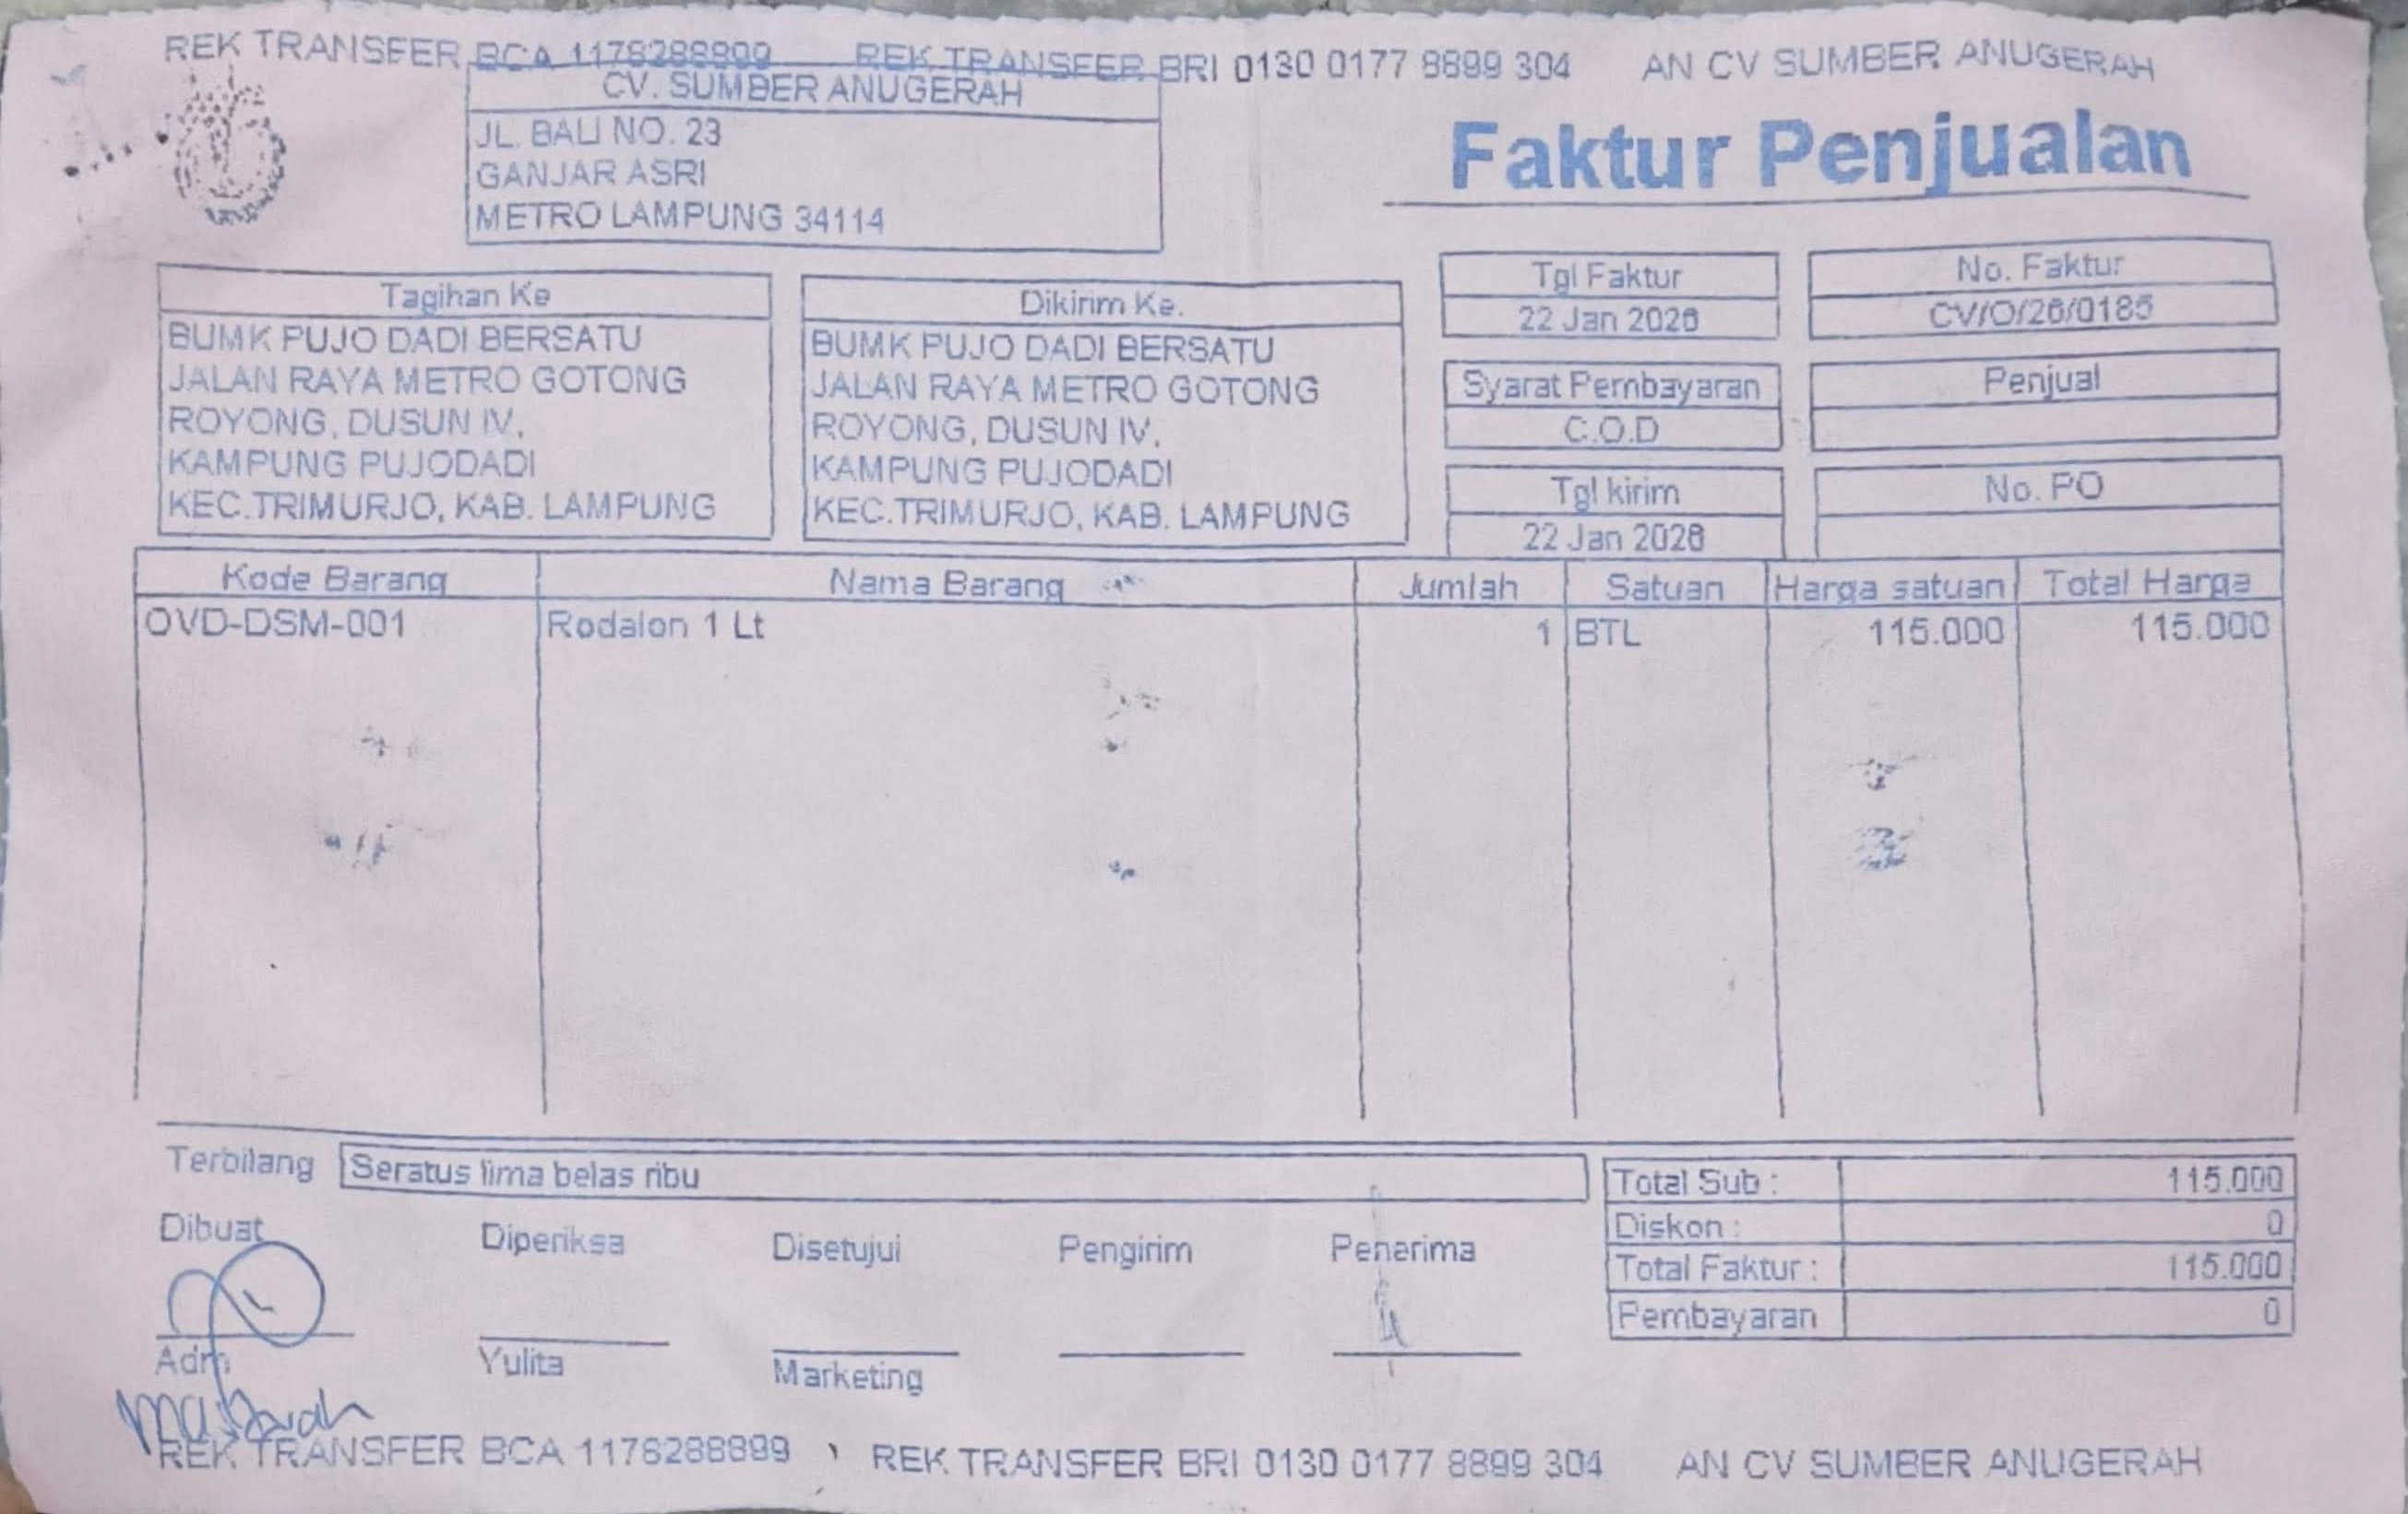 REK TRANSFER BCA 1178288899 REK TRANSFER BRI 0130 0177 8899 304 AN CV SUMBER ANUGERAH
CV. SUMBER ANUGERAH
JL. BALI NO. 23
GANJAR ASRI
METRO LAMPUNG 34114
Faktur Penjualan
Tagihan Ke
BUMK PUJO DADI BERSATU
JALAN RAYA METRO GOTONG
ROYONG, DUSUN IV,
KAMPUNG PUJODADI
KEC.TRIMURJO, KAB. LAMPUNG
Dikirim Ke.
BUMK PUJO DADI BERSATU
JALAN RAYA METRO GOTONG
ROYONG, DUSUN IV,
KAMPUNG PUJODADI
KEC.TRIMURJO, KAB. LAMPUNG
Tgl Faktur
22 Jan 2026
No. Faktur
CV/O/26/0185
Syarat Pembayaran
C.O.D
Penjual
Tgl kirim
22 Jan 2026
No. PO
Kode Barang Nama Barang Jumlah Satuan Harga satuan Total Harga
OVD-DSM-001 Rodalon 1 Lt 1 BTL 115.000 115.000
Terbilang Seratus lima belas ribu
Total Sub : 115.000
Diskon : 0
Total Faktur : 115.000
Pembayaran 0
Dibuat Diperiksa Disetujui Pengirim Penerima
Adm Yulita Marketing
REK TRANSFER BCA 1178288899 REK TRANSFER BRI 0130 0177 8899 304 AN CV SUMBER ANUGERAH